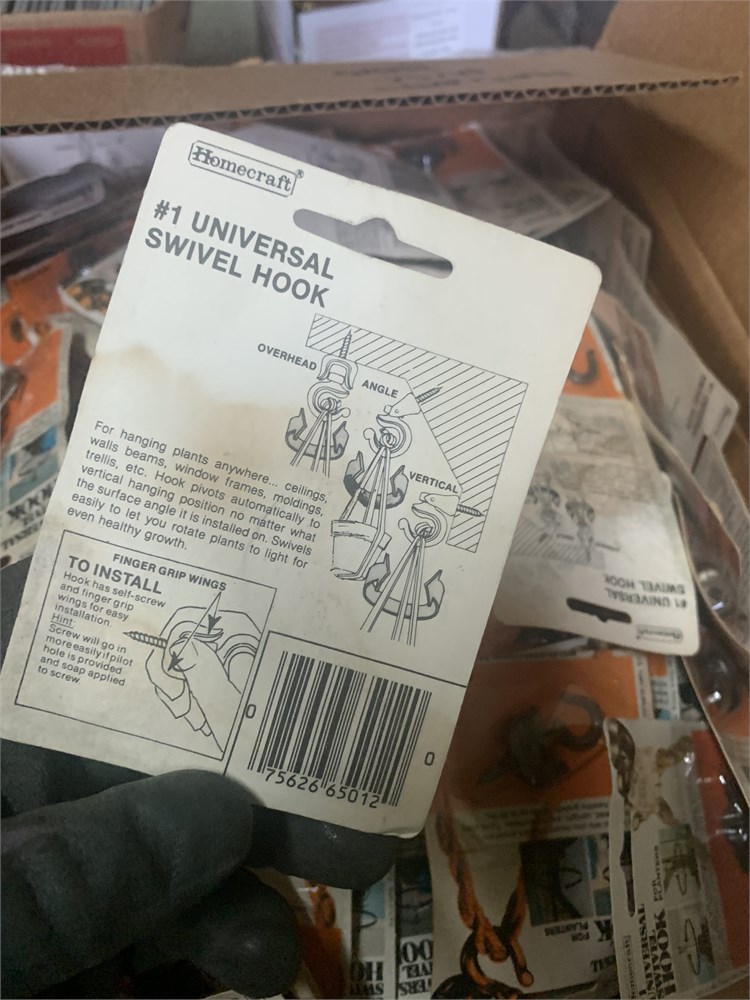 Homecraft®
#1 UNIVERSAL
SWIVEL HOOK
OVERHEAD
ANGLE
VERTICAL
For hanging plants anywhere... ceilings,
walls beams, window frames, moldings,
trellis, etc. Hook pivots automatically to
vertical hanging position no matter what
the surface angle it is installed on. Swivels
easily to let you rotate plants to light for
even healthy growth.
FINGER GRIP WINGS
TO INSTALL
Hook has self-screw
and finger grip
wings for easy
installation.
Hint:
Screw will go in
more easily if pilot
hole is provided
and soap applied
to screw.
0
75626 65012
0
#1 UNIVERSAL
SWIVEL HOOK
Homecraft
FOR
PLANTERS
HOOK